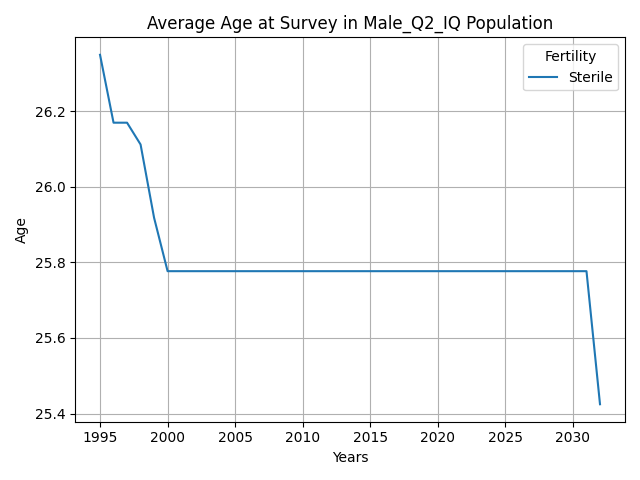 Average Age at Survey in Male_Q2_IQ Population
Fertility
Sterile
26.2
26.0
25.8
25.6
25.4
Age
1995 2000 2005 2010 2015 2020 2025 2030
Years